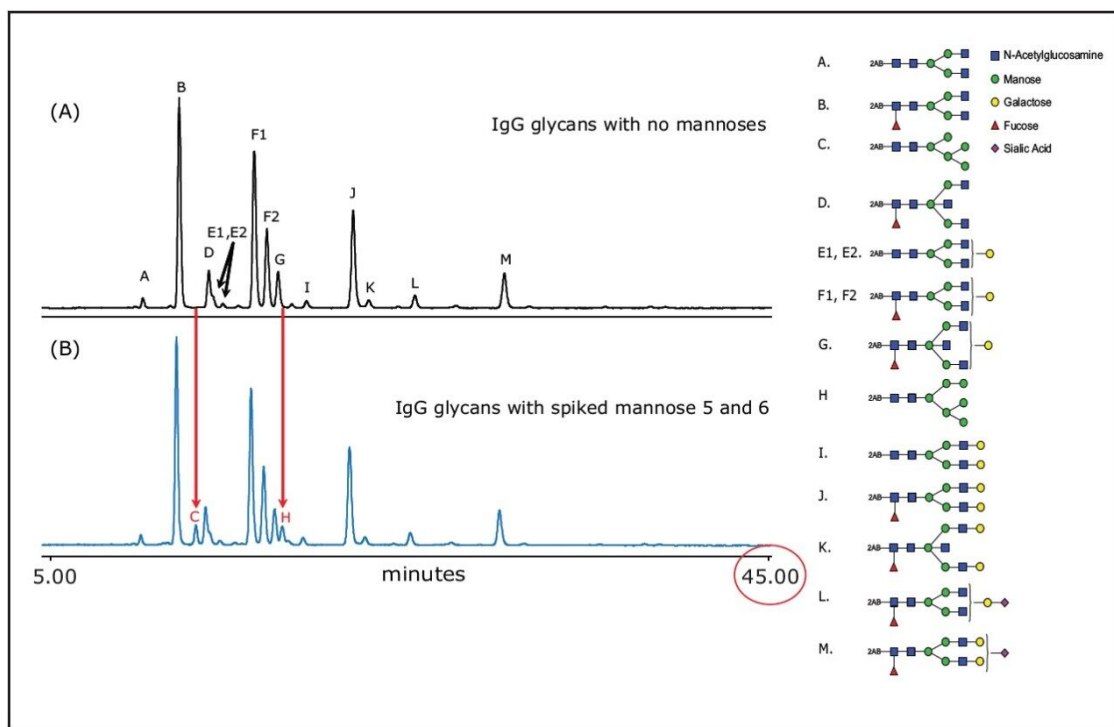 (A)
B
IgG glycans with no mannoses
F1
J
E1,E2
F2
D
G
M
A
I
K
L
(B)
IgG glycans with spiked mannose 5 and 6
C
H
5.00
minutes
45.00
A.
2AB
B.
2AB
C.
2AB
D.
2AB
E1, E2.
2AB
F1, F2
2AB
G.
2AB
H
2AB
I.
2AB
J.
2AB
K.
2AB
L.
2AB
M.
2AB
N-Acetylglucosamine
Manose
Galactose
Fucose
Sialic Acid